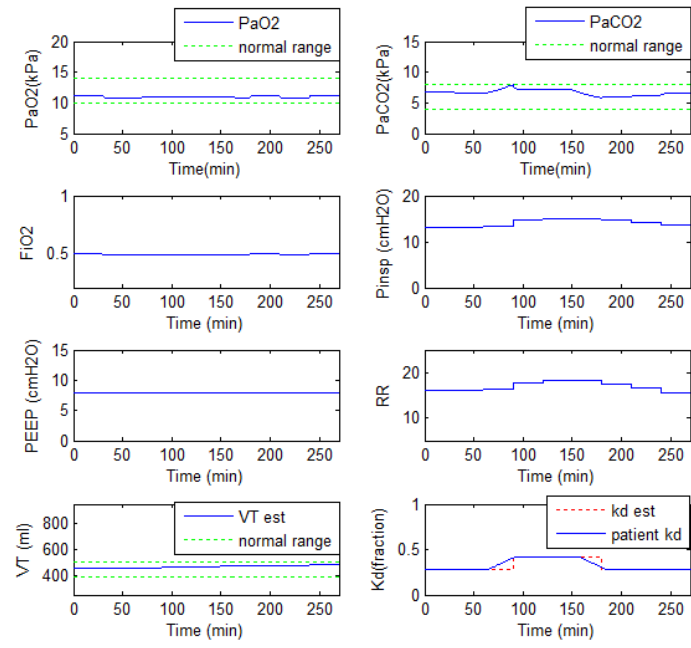 PaO2
normal range
20
15
10
5
PaO2(kPa)
0 50 100 150 200 250
Time(min)
PaCO2
normal range
15
10
5
0
PaCO2(kPa)
0 50 100 150 200 250
Time(min)
1
0.5
FiO2
0 50 100 150 200 250
Time (min)
20
10
0
Pinsp (cmH2O)
0 50 100 150 200 250
Time (min)
15
10
5
0
PEEP (cmH2O)
0 50 100 150 200 250
Time (min)
20
10
RR
0 50 100 150 200 250
Time (min)
VT est
normal range
800
600
400
VT (ml)
0 50 100 150 200 250
Time (min)
kd est
patient kd
1
0.5
0
Kd(fraction)
0 50 100 150 200 250
Time (min)